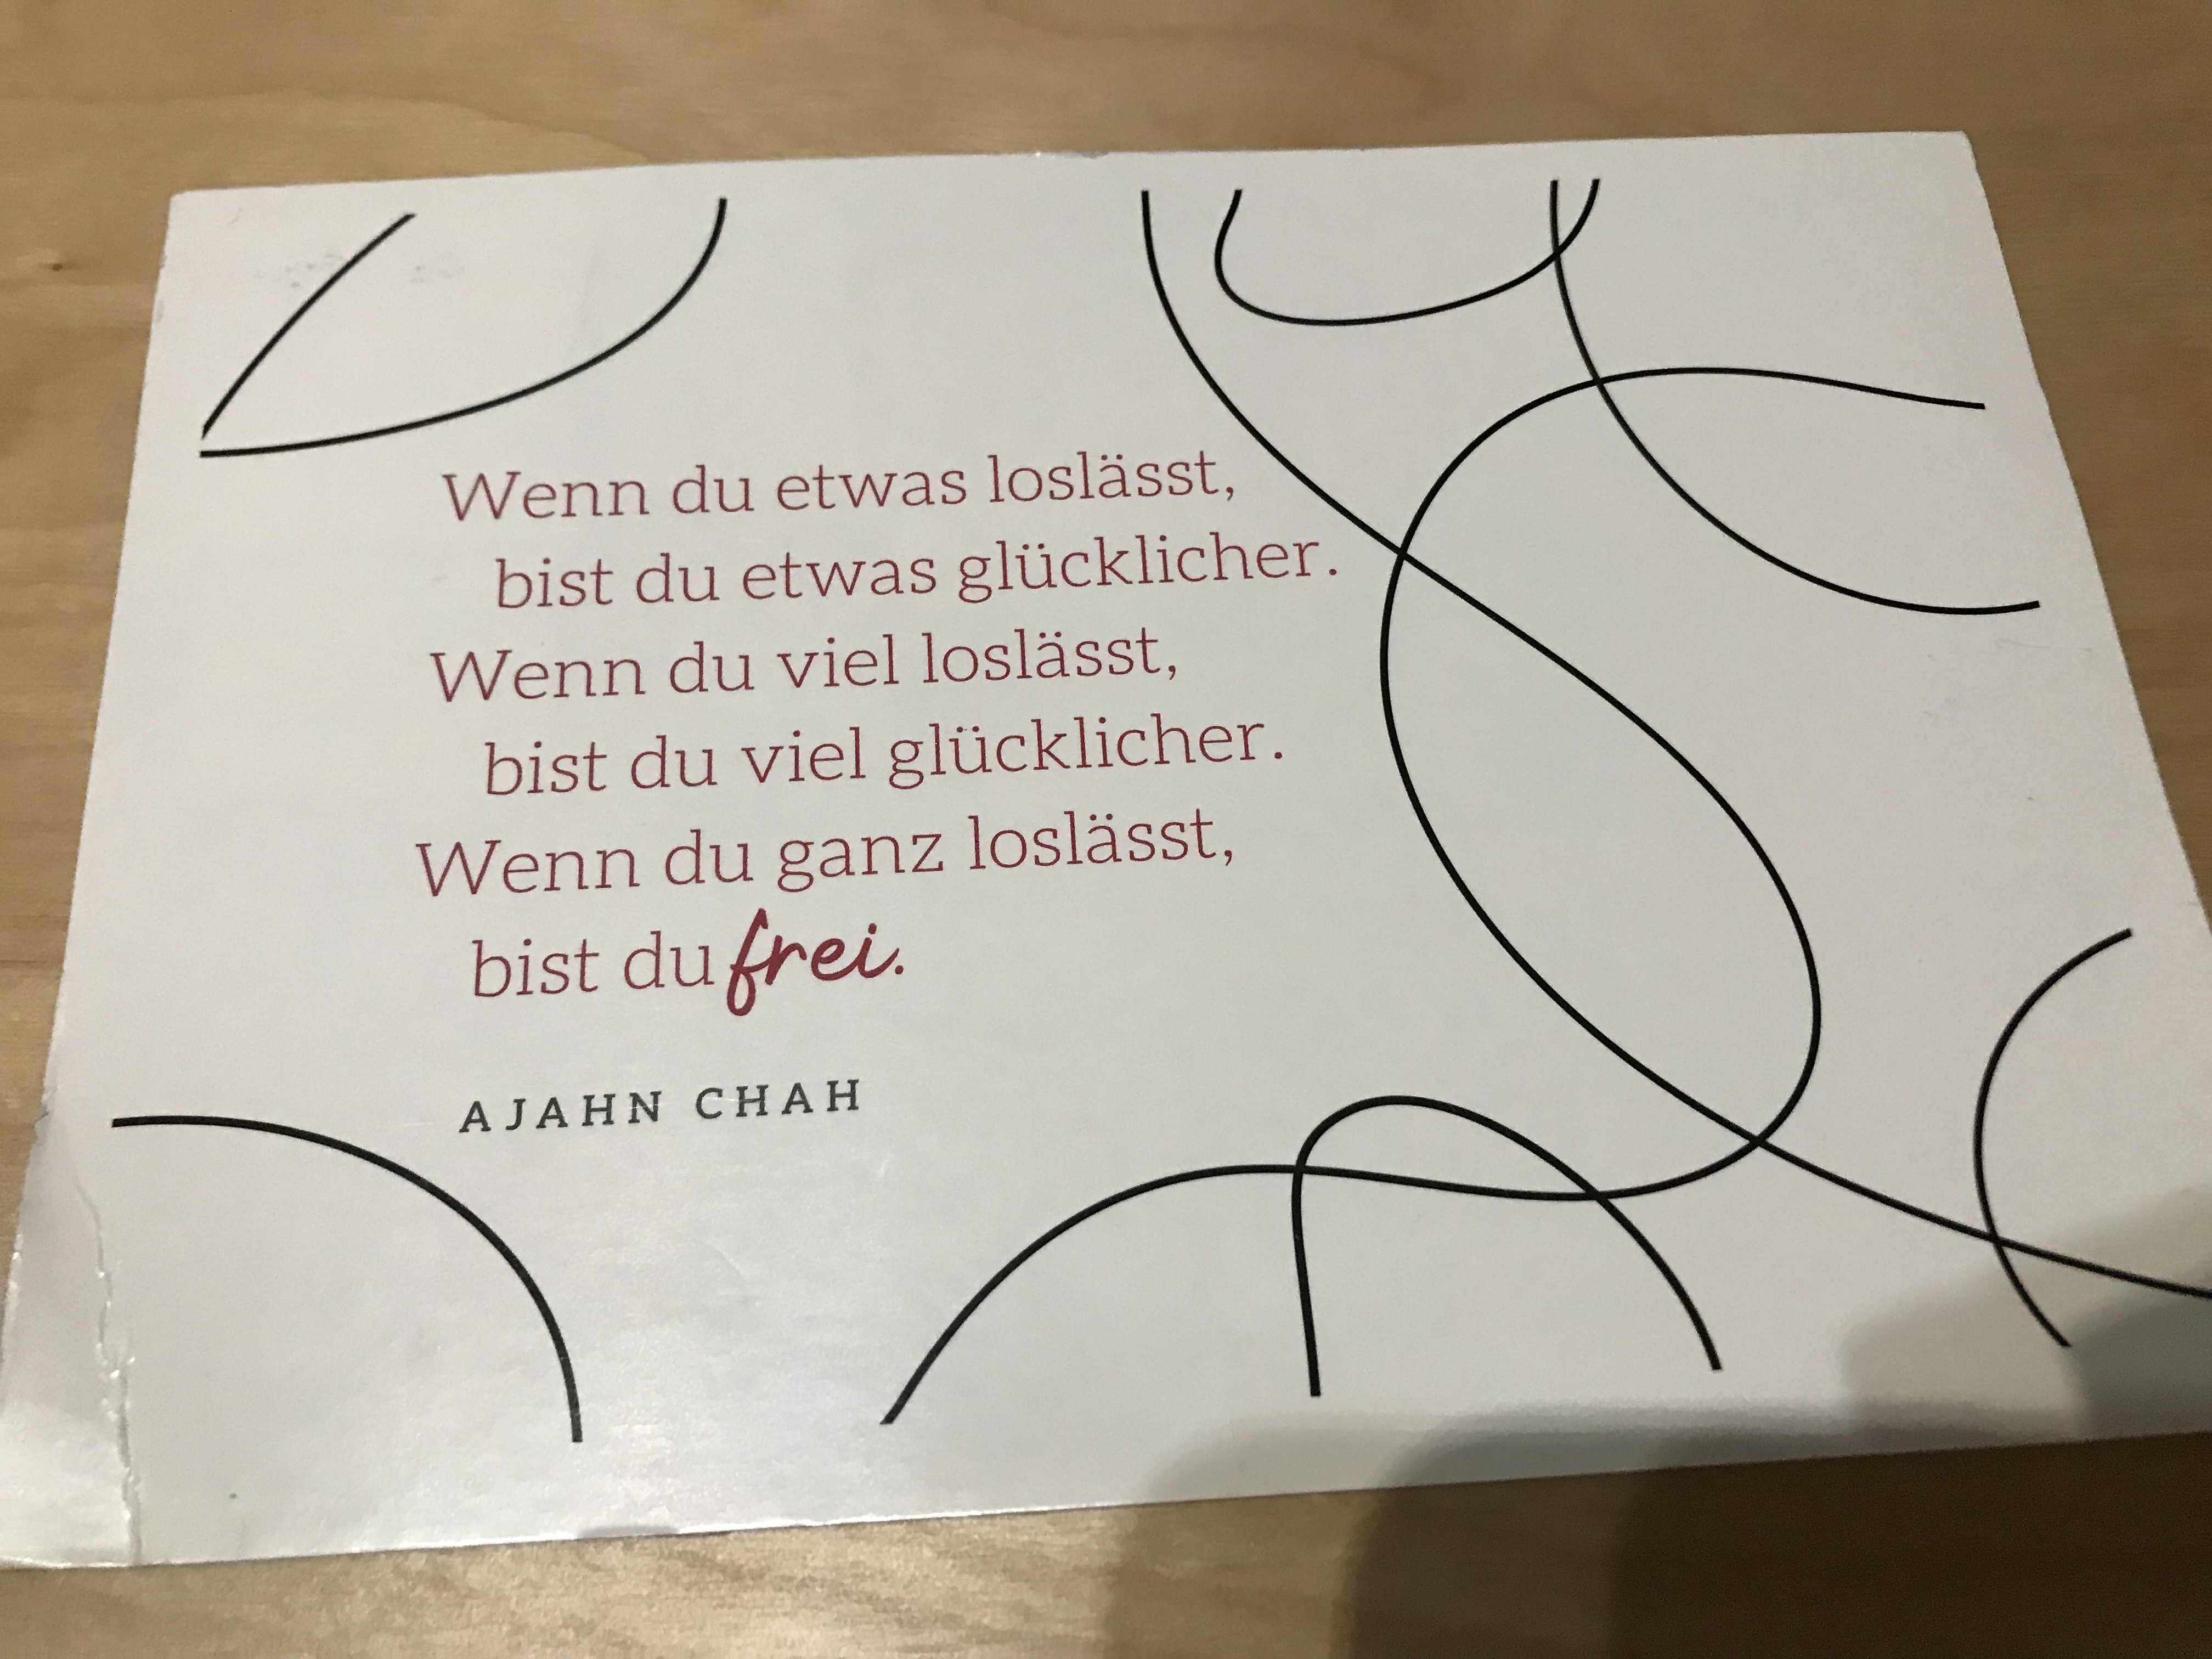 Wenn du etwas loslässt,
bist du etwas glücklicher.
Wenn du viel loslässt,
bist du viel glücklicher.
Wenn du ganz loslässt,
bist du frei.
AJAHN CHAH